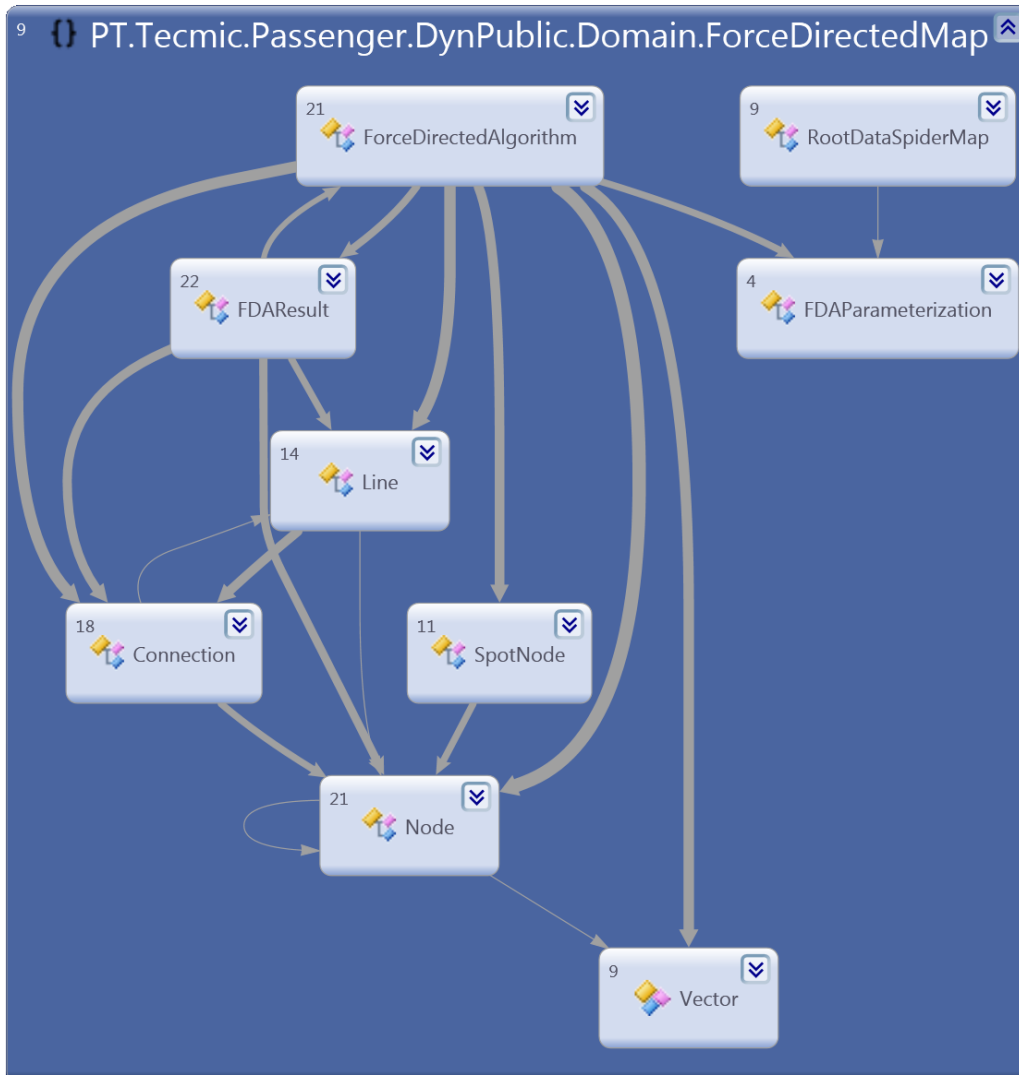 9 {} PT.Tecmic.Passenger.DynPublic.Domain.ForceDirectedMap
21 ForceDirectedAlgorithm
9 RootDataSpiderMap
22 FDAResult
4 FDAParameterization
14 Line
18 Connection
11 SpotNode
21 Node
9 Vector